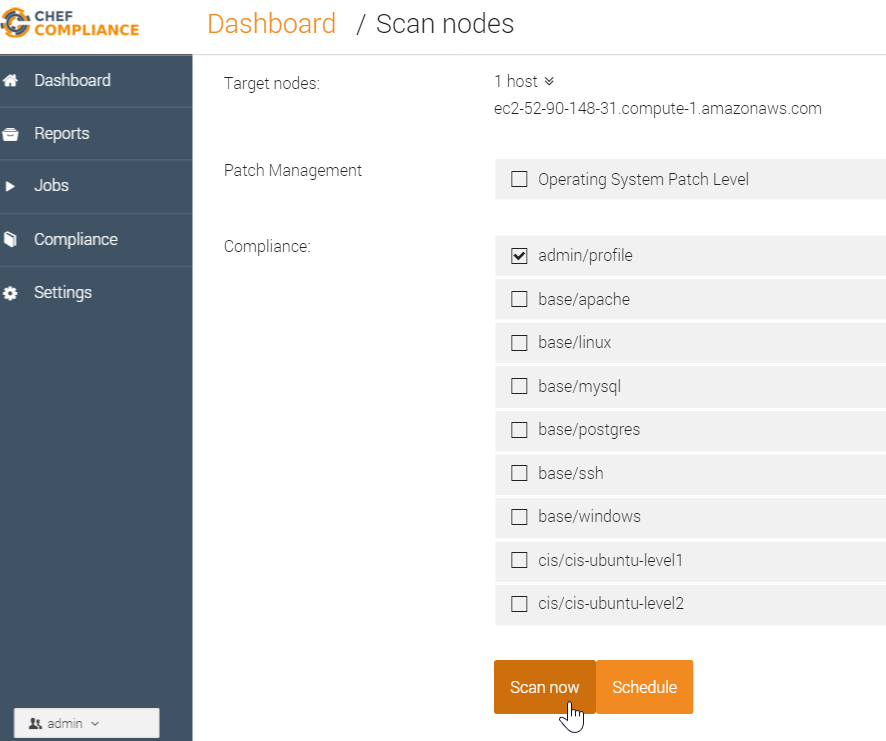 CHEF
COMPLIANCE
Dashboard / Scan nodes
Dashboard
Reports
Jobs
Compliance
Settings
admin
Target nodes:
1 host
ec2-52-90-148-31.compute-1.amazonaws.com
Patch Management
Operating System Patch Level
Compliance:
admin/profile
base/apache
base/linux
base/mysql
base/postgres
base/ssh
base/windows
cis/cis-ubuntu-level1
cis/cis-ubuntu-level2
Scan now
Schedule